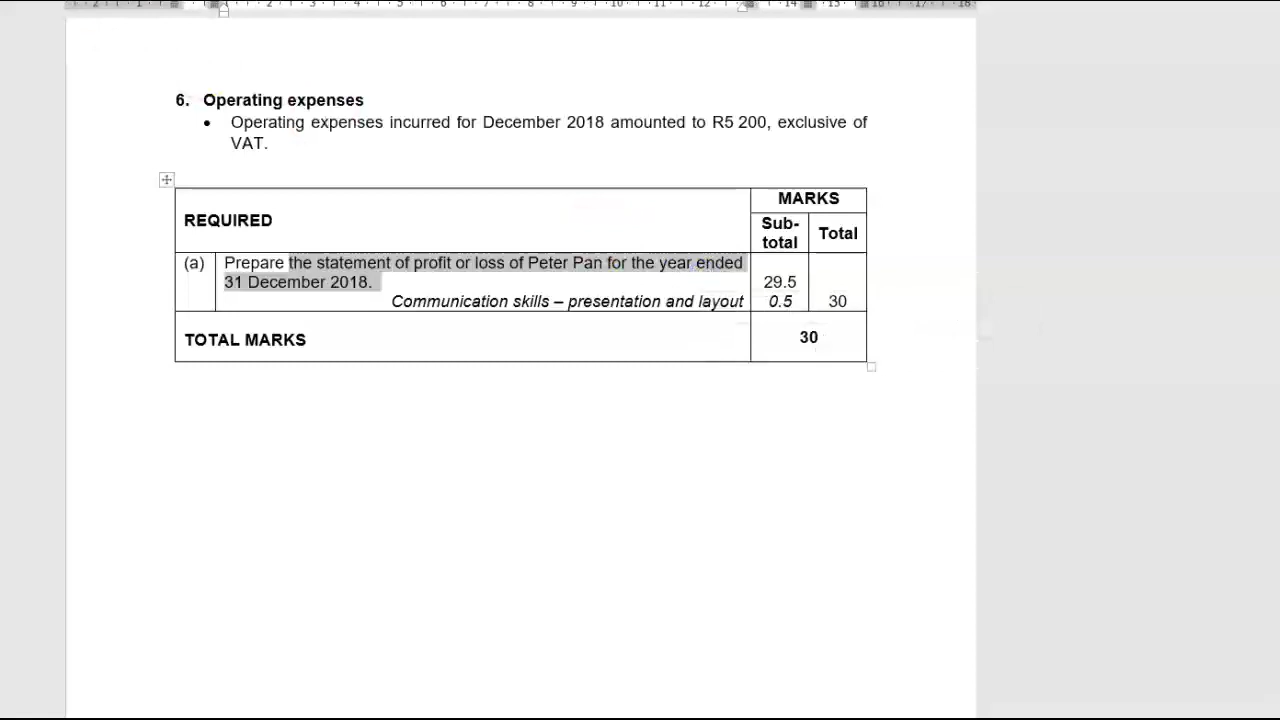 6. Operating expenses
• Operating expenses incurred for December 2018 amounted to R5 200, exclusive of
VAT.
REQUIRED
MARKS
Sub-
total
Total
(a) Prepare the statement of profit or loss of Peter Pan for the year ended
31 December 2018.
29.5
Communication skills – presentation and layout
0.5
30
TOTAL MARKS
30